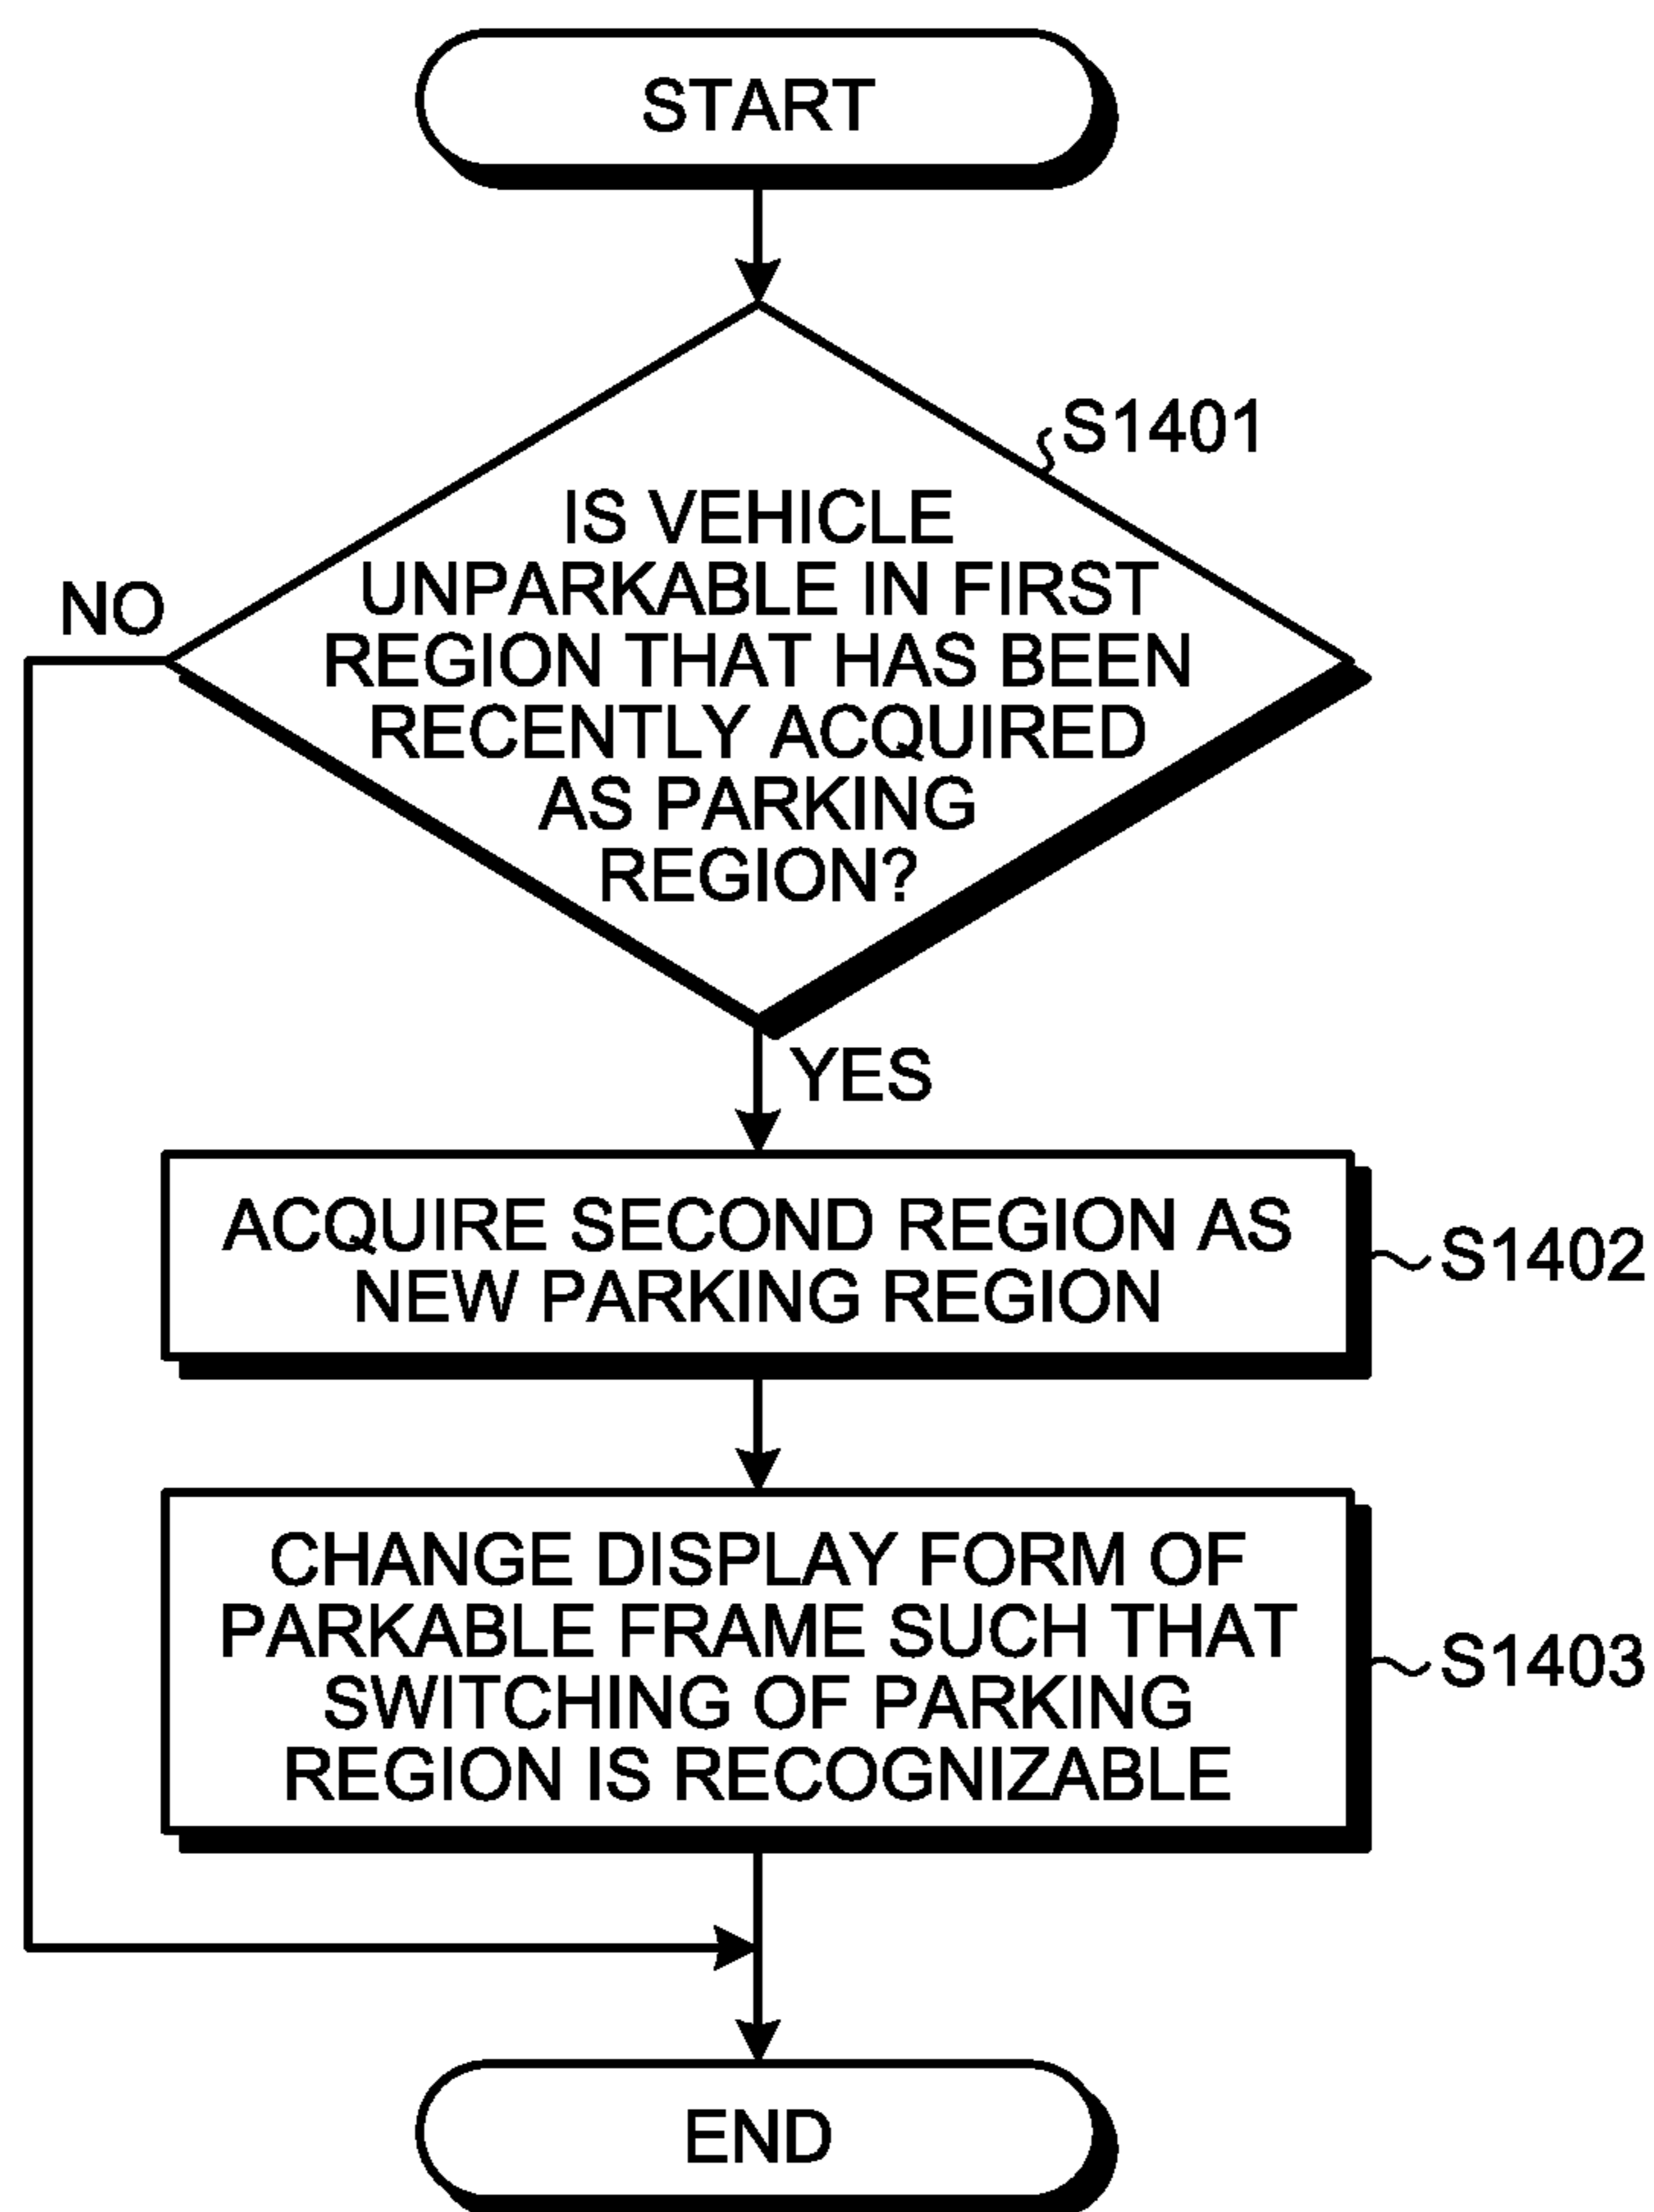 START
S1401
IS VEHICLE
UNPARKABLE IN FIRST
REGION THAT HAS BEEN
RECENTLY ACQUIRED
AS PARKING
REGION?
NO
YES
ACQUIRE SECOND REGION AS
NEW PARKING REGION
S1402
CHANGE DISPLAY FORM OF
PARKABLE FRAME SUCH THAT
SWITCHING OF PARKING
REGION IS RECOGNIZABLE
S1403
END